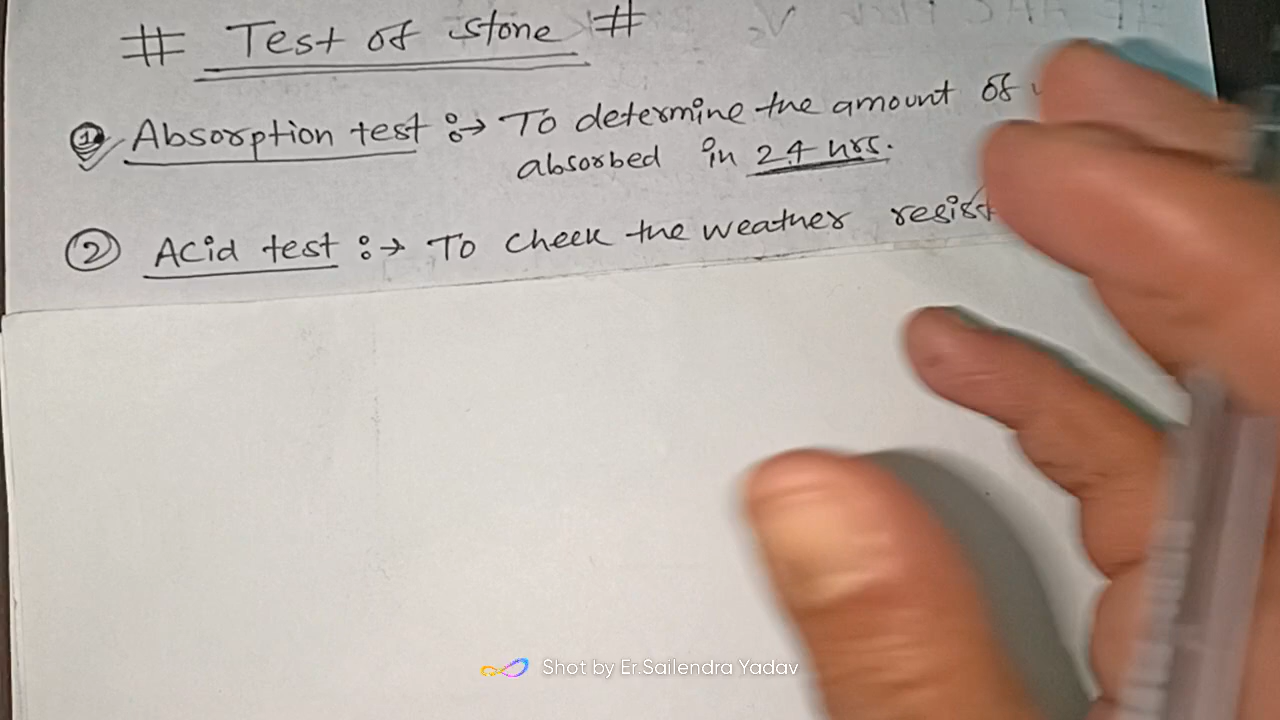 # Test of stone #
① Absorption test :→ To determine the amount of
absorbed in 24 hrs.
② Acid test :→ To check the weather resist
Shot by Er.Sailendra Yadav